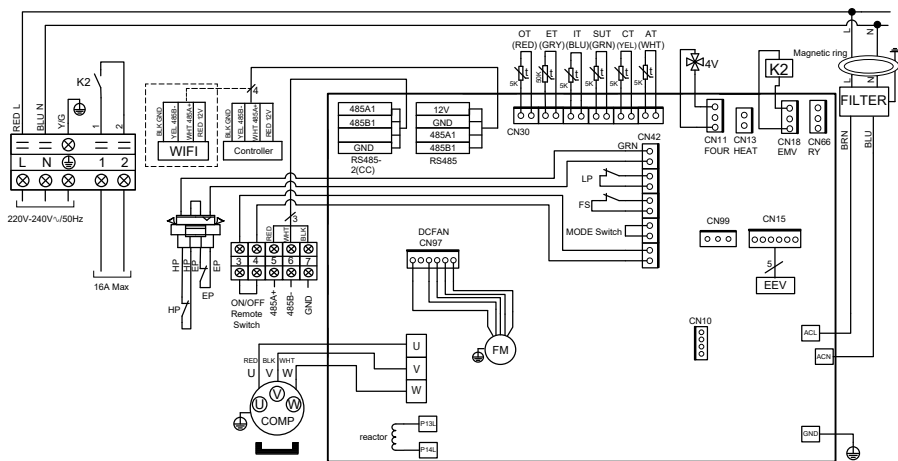 OT ET IT SUT CT AT
(RED) (GRY) (BLU) (GRN) (YEL) (WHT)
5K 50K 5K 5K 5K 5K
t t t t t t
4V
K2
L N
Magnetic ring
L N
FILTER
BRN
BLU
RED L
BLU N
Y/G
1
2
K2
L N 1 2
220V-240V∿/50Hz
16A Max
BLK GND
YEL 485B-
WHT 485A+
RED 12V
WIFI
4
BLK GND
YEL 485B-
WHT 485A+
RED 12V
Controller
485A1
485B1
GND
RS485-
2(CC)
12V
GND
485A1
485B1
RS485
CN30
CN11
FOUR
CN13
HEAT
CN18
EMV
CN66
RY
CN42
GRN
LP
FS
MODE Switch
3
RED
WHT
BLK
3 4 5 6 7
ON/OFF
Remote
Switch
485A+
485B-
GND
HP
HP
EP
EP
EP
HP
DCFAN
CN97
FM
CN99
CN15
5
EEV
CN10
ACL
ACN
GND
U
V
W
RED BLK WHT
U V W
U V W
COMP
reactor
P13L
P14L